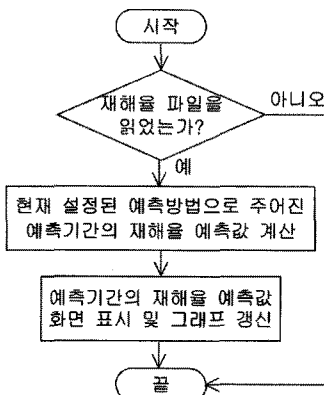 시작
재해율 파일을
읽었는가?
아니오
예
현재 설정된 예측방법으로 주어진
예측기간의 재해율 예측값 계산
예측기간의 재해율 예측값
화면 표시 및 그래프 갱신
끝